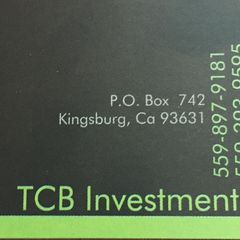 P.O. Box 742
Kingsburg, Ca 93631
559-897-9181
TCB Investment